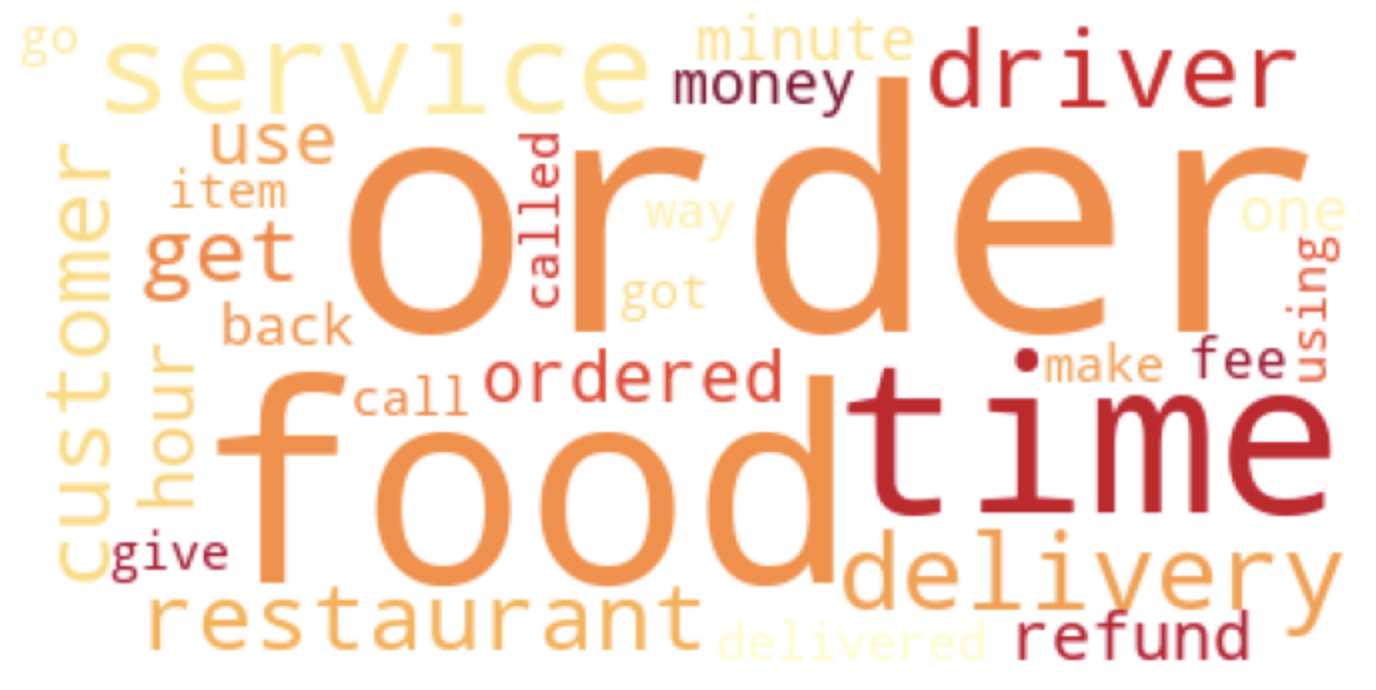 go
service
minute
driver
money
use
order
called
item
way
one
customer
get
got
using
back
hour
food
call
ordered
time
make
fee
give
delivery
restaurant
delivered
refund